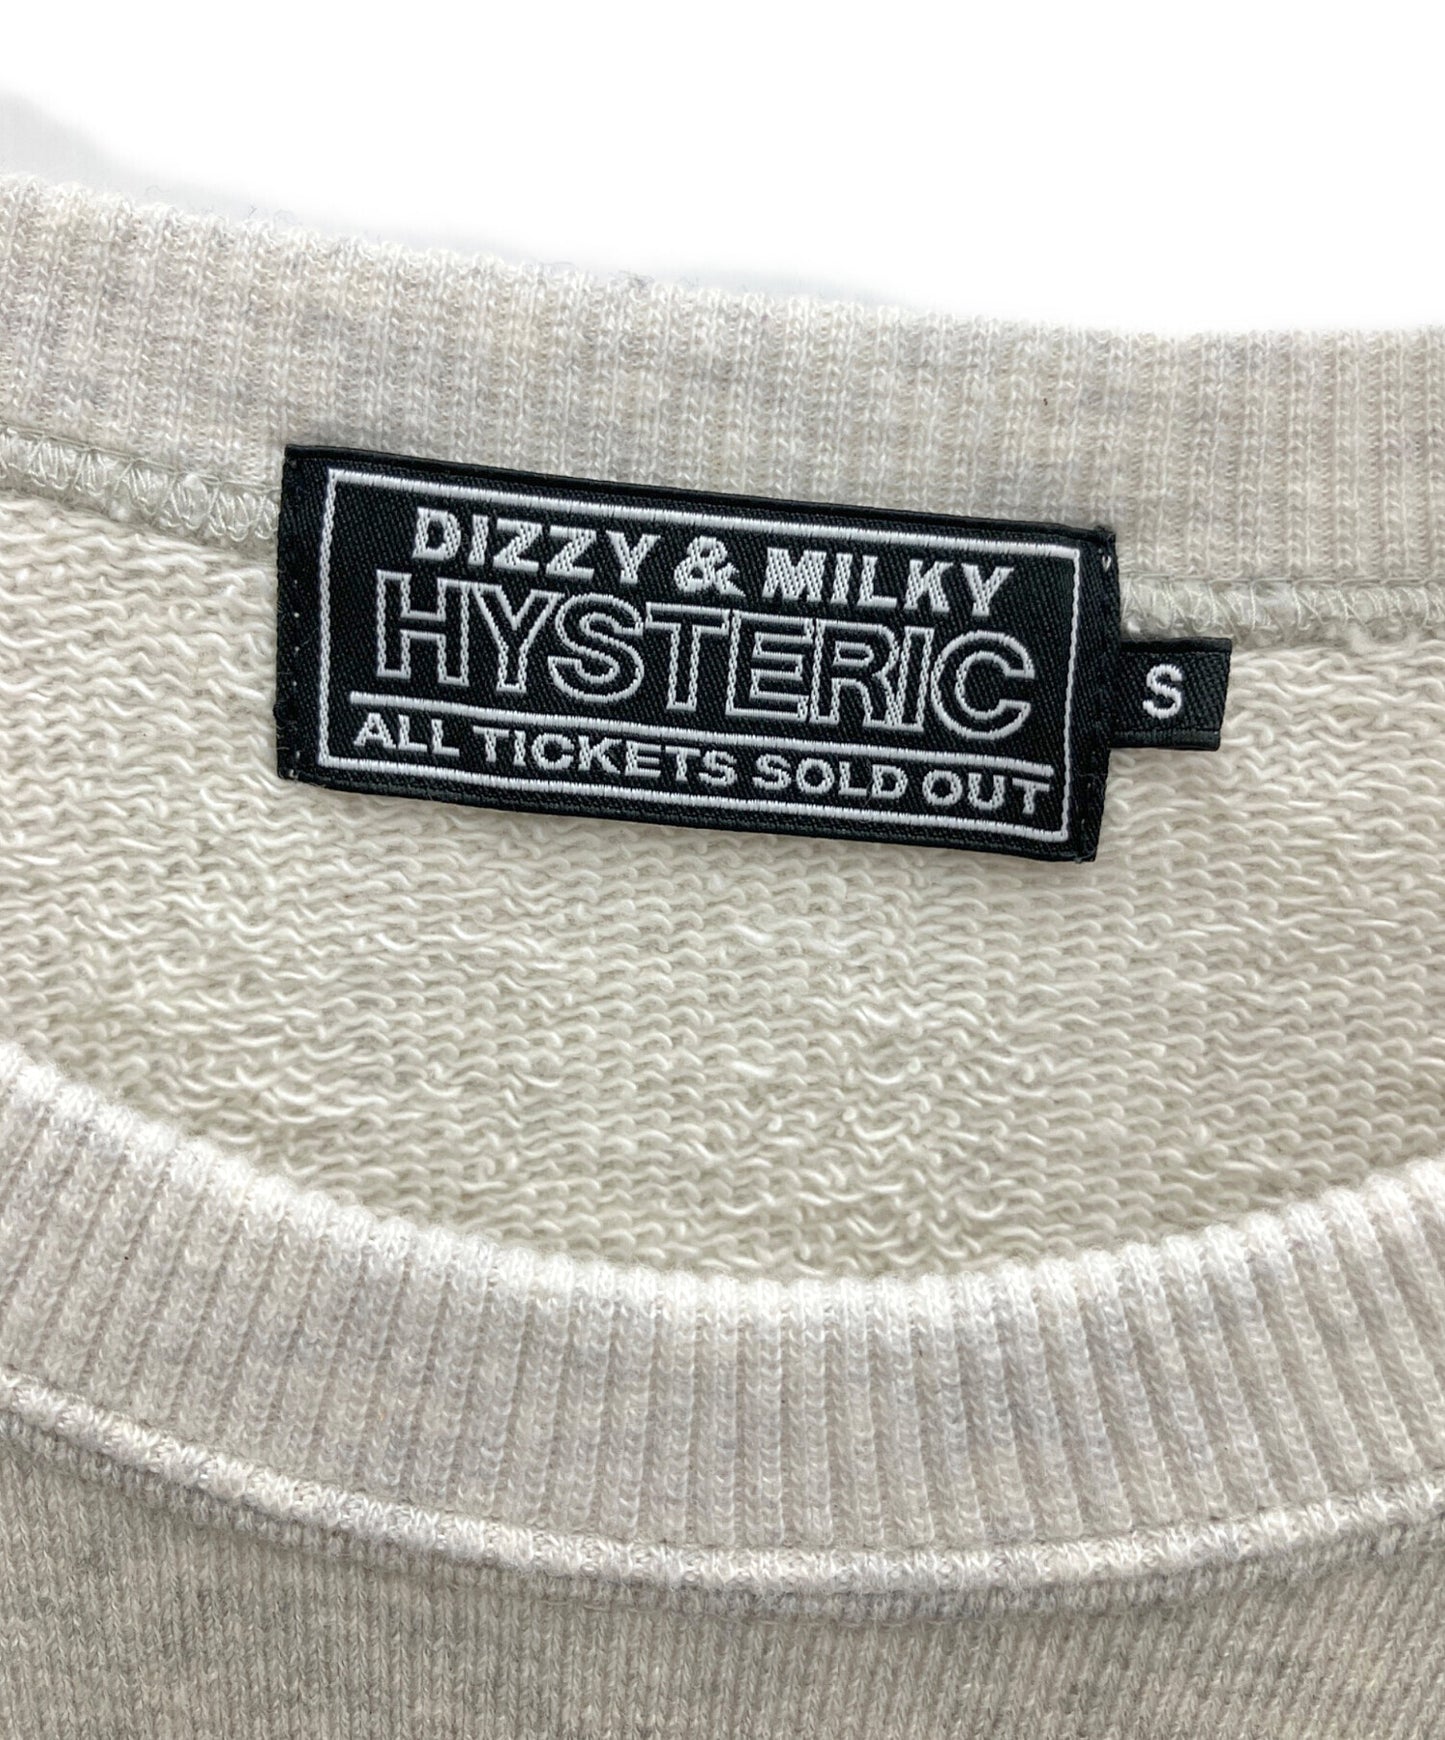 DIZZY & MILKY
HYSTERIC
ALL TICKETS SOLD OUT
S